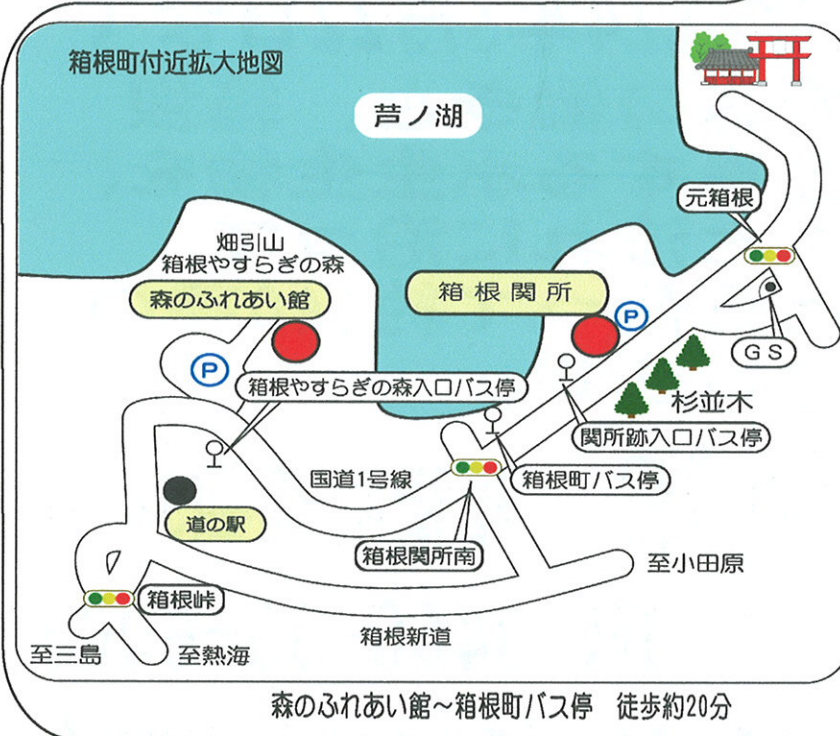 箱根町付近拡大地図
芦ノ湖
元箱根
畑引山
箱根やすらぎの森
森のふれあい館
箱根関所
P
P
GS
箱根やすらぎの森入口バス停
杉並木
関所跡入口バス停
国道1号線
箱根町バス停
道の駅
箱根関所南
至小田原
箱根峠
箱根新道
至三島
至熱海
森のふれあい館~箱根町バス停 徒歩約20分